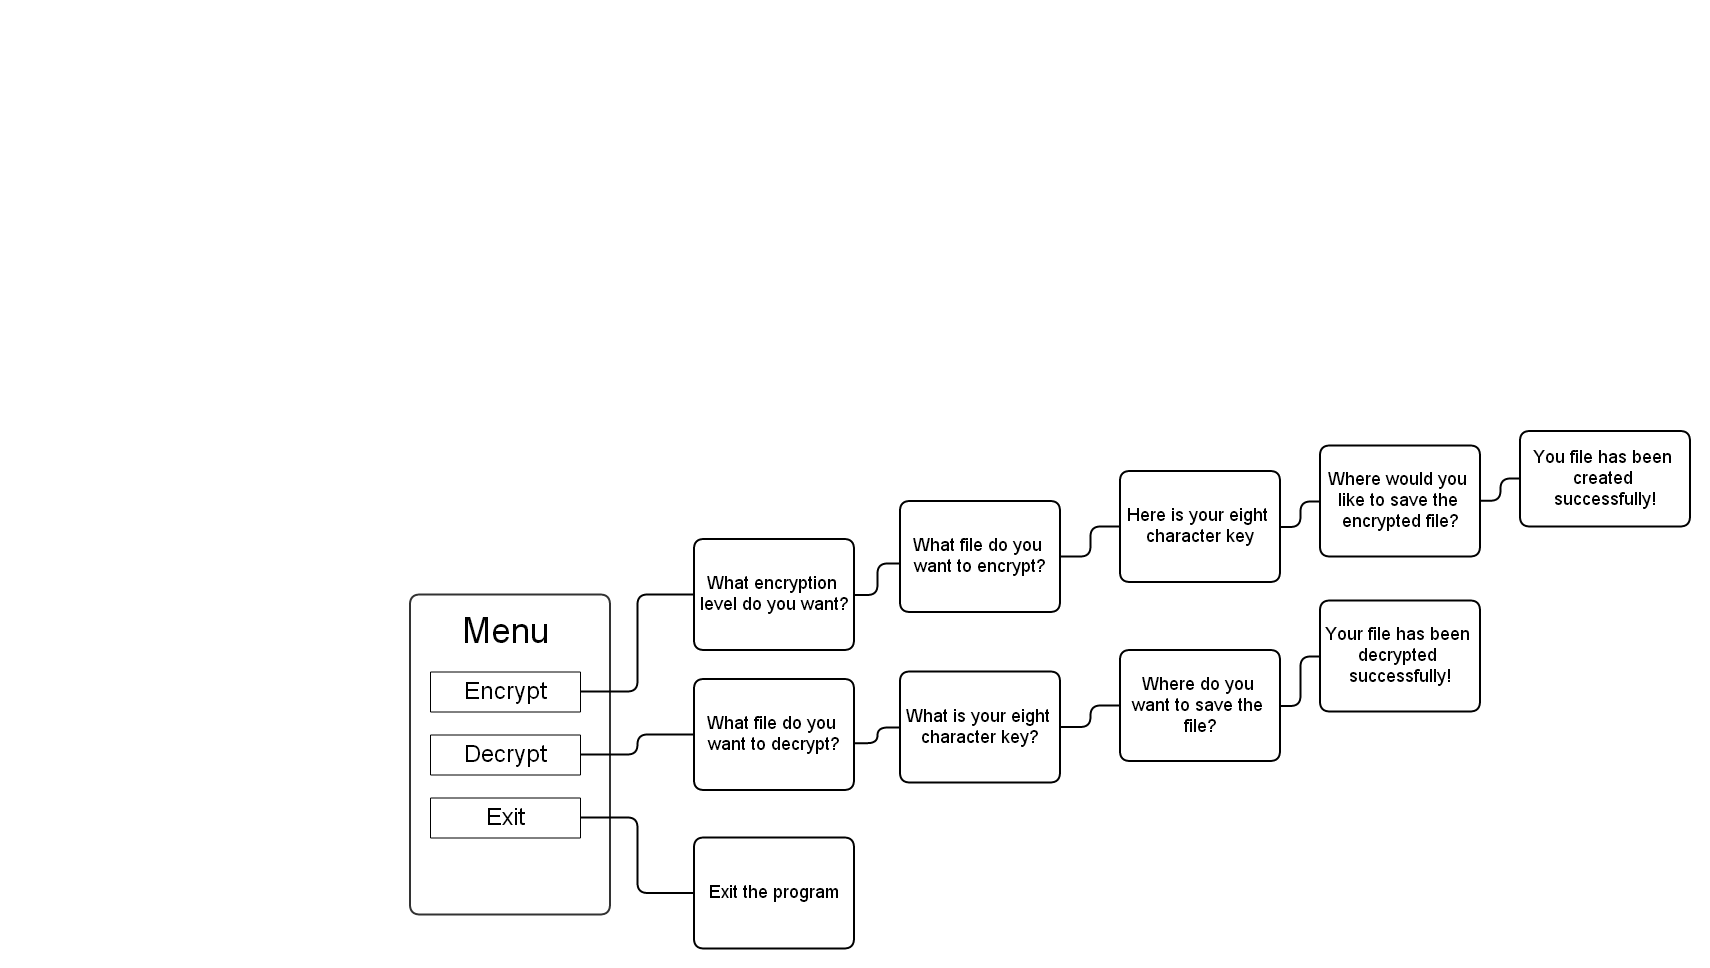 Menu
Encrypt
Decrypt
Exit
What encryption
level do you want?
What file do you
want to encrypt?
Here is your eight
character key
Where would you
like to save the
encrypted file?
You file has been
created
successfully!
What file do you
want to decrypt?
What is your eight
character key?
Where do you
want to save the
file?
Your file has been
decrypted
successfully!
Exit the program